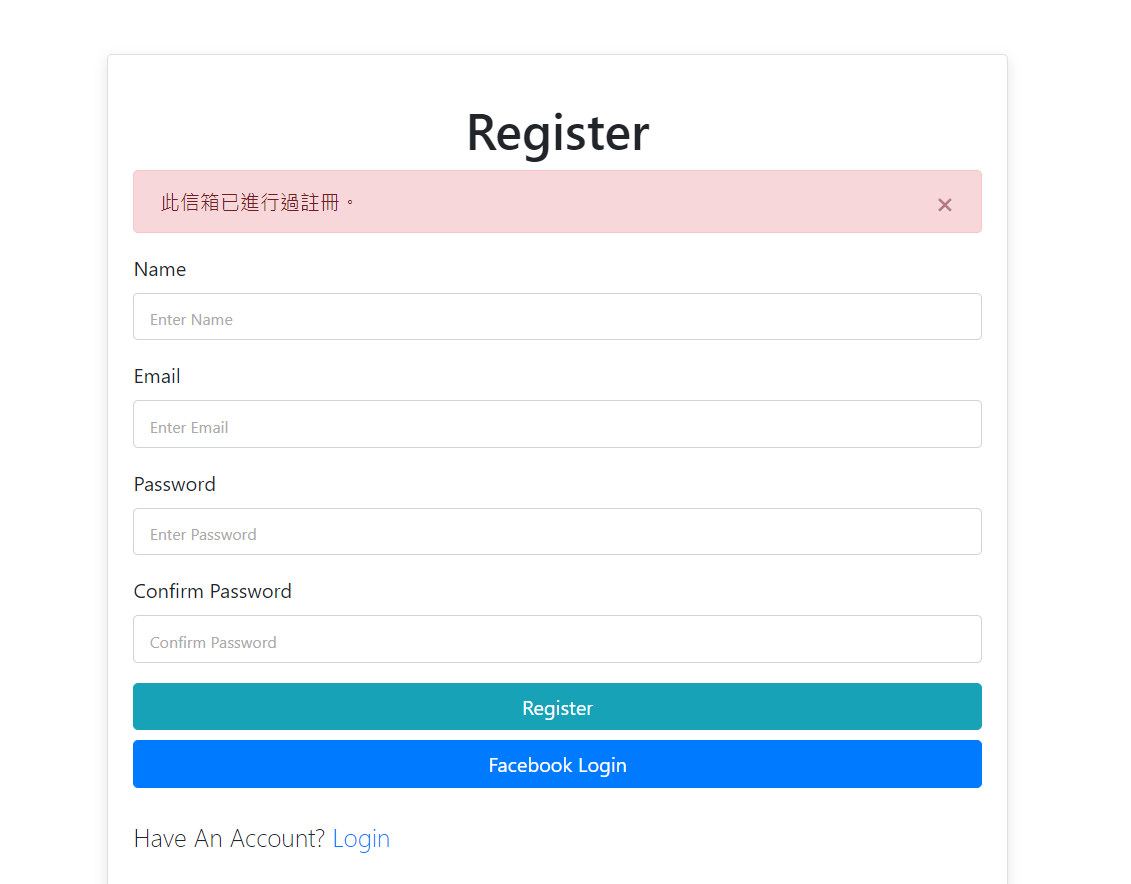 Register
此信箱已進行過註冊。
×
Name
Enter Name
Email
Enter Email
Password
Enter Password
Confirm Password
Confirm Password
Register
Facebook Login
Have An Account? Login